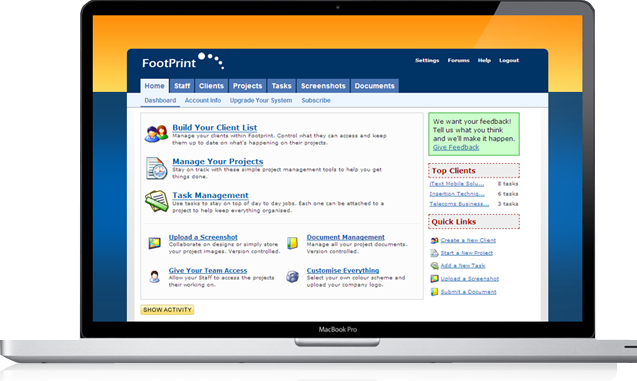 FootPrint
Settings Forums Help Logout
Home Staff Clients Projects Tasks Screenshots Documents
Dashboard Account Info Upgrade Your System Subscribe
Build Your Client List
Manage your clients within Footprint. Control what they can access and keep
them up to date on what's happening on their projects.
Manage Your Projects
Stay on track with these simple project management tools to help you get
things done.
Task Management
Use tasks to stay on top of day to day jobs. Each one can be attached to a
project to help keep everything organised.
Upload a Screenshot
Collaborate on designs or simply store
your project images. Version controlled.
Document Management
Manage all your project documents.
Version controlled.
Give Your Team Access
Allow your Staff to access the projects
their working on.
Customise Everything
Select your own colour scheme and
upload your company logo.
SHOW ACTIVITY
We want your feedback!
Tell us what you think
and we'll make it happen.
Give Feedback
Top Clients
iText Mobile Solu... 8 tasks
Insertion Techniq... 6 tasks
Telecoms Business... 3 tasks
Quick Links
Create a New Client
Start a New Project
Add a New Task
Upload a Screenshot
Submit a Document
MacBook Pro